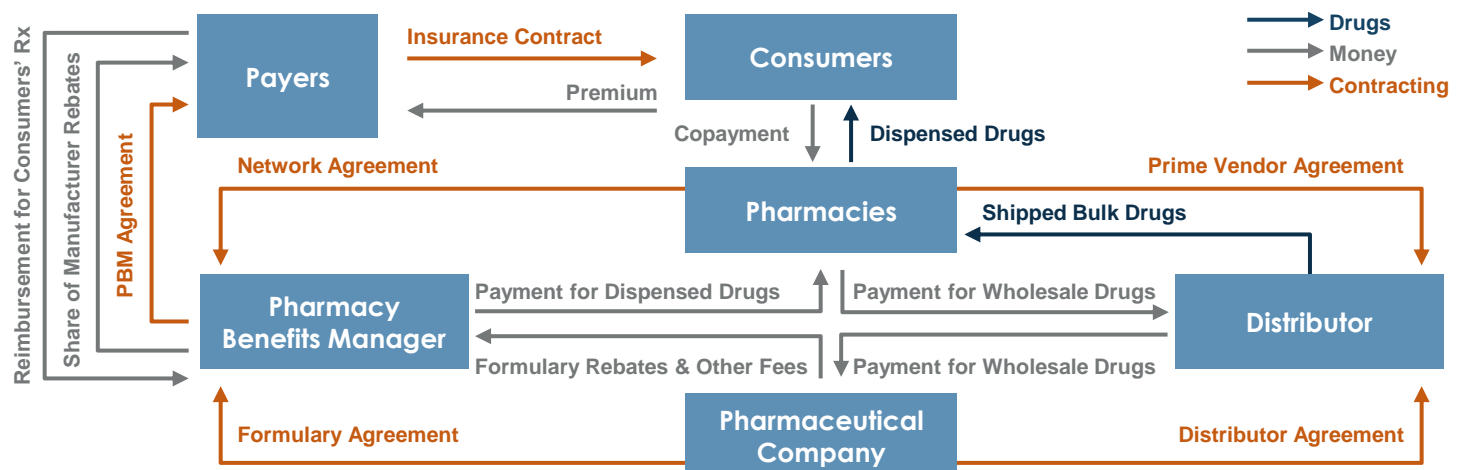 Reimbursement for Consumers’ Rx
Share of Manufacturer Rebates
PBM Agreement
Payers
Insurance Contract
Premium
Consumers
Drugs
Money
Contracting
Copayment
Dispensed Drugs
Network Agreement
Prime Vendor Agreement
Pharmacies
Shipped Bulk Drugs
Pharmacy
Benefits Manager
Payment for Dispensed Drugs
Payment for Wholesale Drugs
Distributor
Formulary Rebates & Other Fees
Payment for Wholesale Drugs
Formulary Agreement
Pharmaceutical
Company
Distributor Agreement